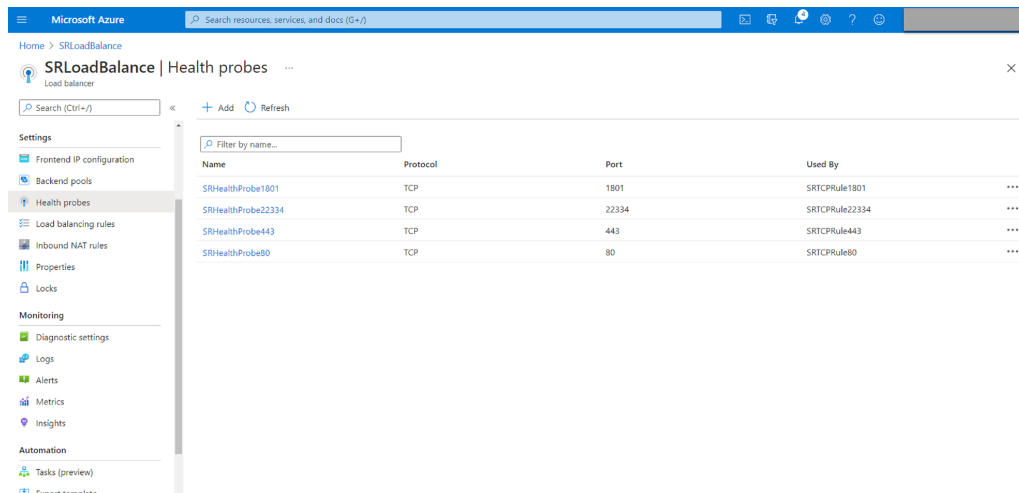 Microsoft Azure
Search resources, services, and docs (G+/)
4
Home > SRLoadBalance
SRLoadBalance | Health probes ...
Load balancer
Search (Ctrl+/)
«
+ Add Refresh
Settings
Filter by name...
Name Protocol Port Used By
Frontend IP configuration
Backend pools
Health probes
Load balancing rules
Inbound NAT rules
Properties
Locks
SRHealthProbe1801 TCP 1801 SRTCPRule1801 ...
SRHealthProbe22334 TCP 22334 SRTCPRule22334 ...
SRHealthProbe443 TCP 443 SRTCPRule443 ...
SRHealthProbe80 TCP 80 SRTCPRule80 ...
Monitoring
Diagnostic settings
Logs
Alerts
Metrics
Insights
Automation
Tasks (preview)
Export template